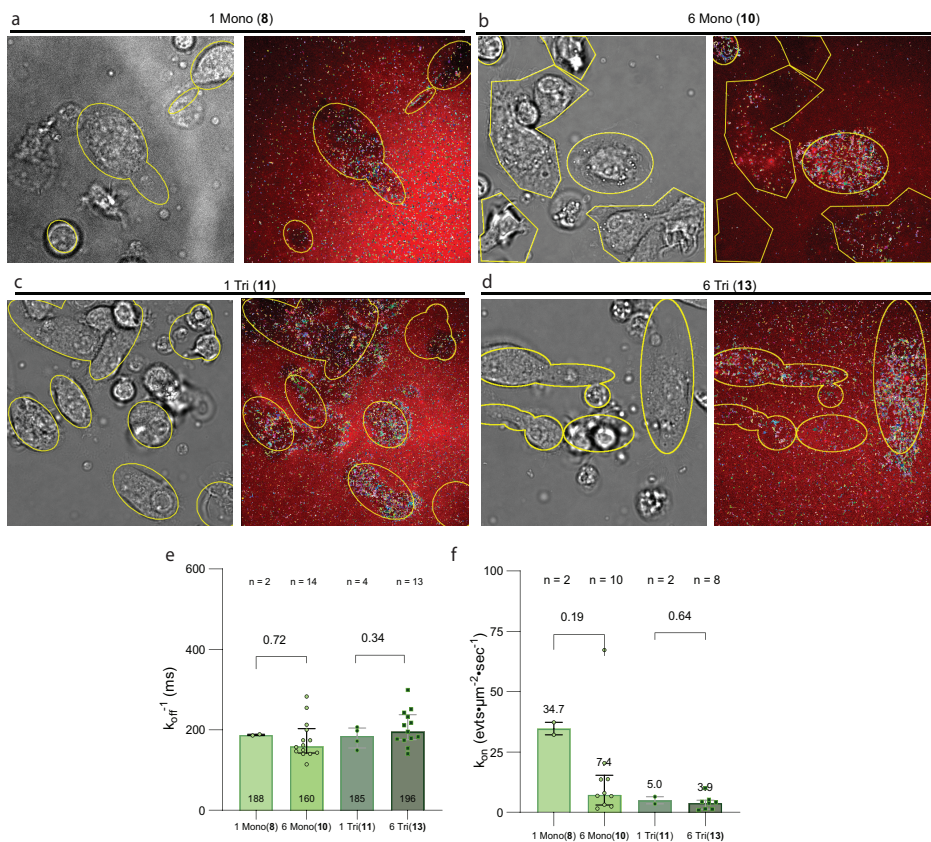 a
1 Mono (8)
b
6 Mono (10)
c
1 Tri (11)
d
6 Tri (13)
e
600
400
200
0
k_off^-1 (ms)
n = 2
n = 14
n = 4
n = 13
0.72
0.34
188
160
185
196
1 Mono(8)
6 Mono(10)
1 Tri(11)
6 Tri(13)
f
100
75
50
25
0
k_on (evts•µm^-2•sec^-1)
n = 2
n = 10
n = 2
n = 8
0.19
0.64
34.7
7.4
5.0
3.9
1 Mono(8)
6 Mono(10)
1 Tri(11)
6 Tri(13)